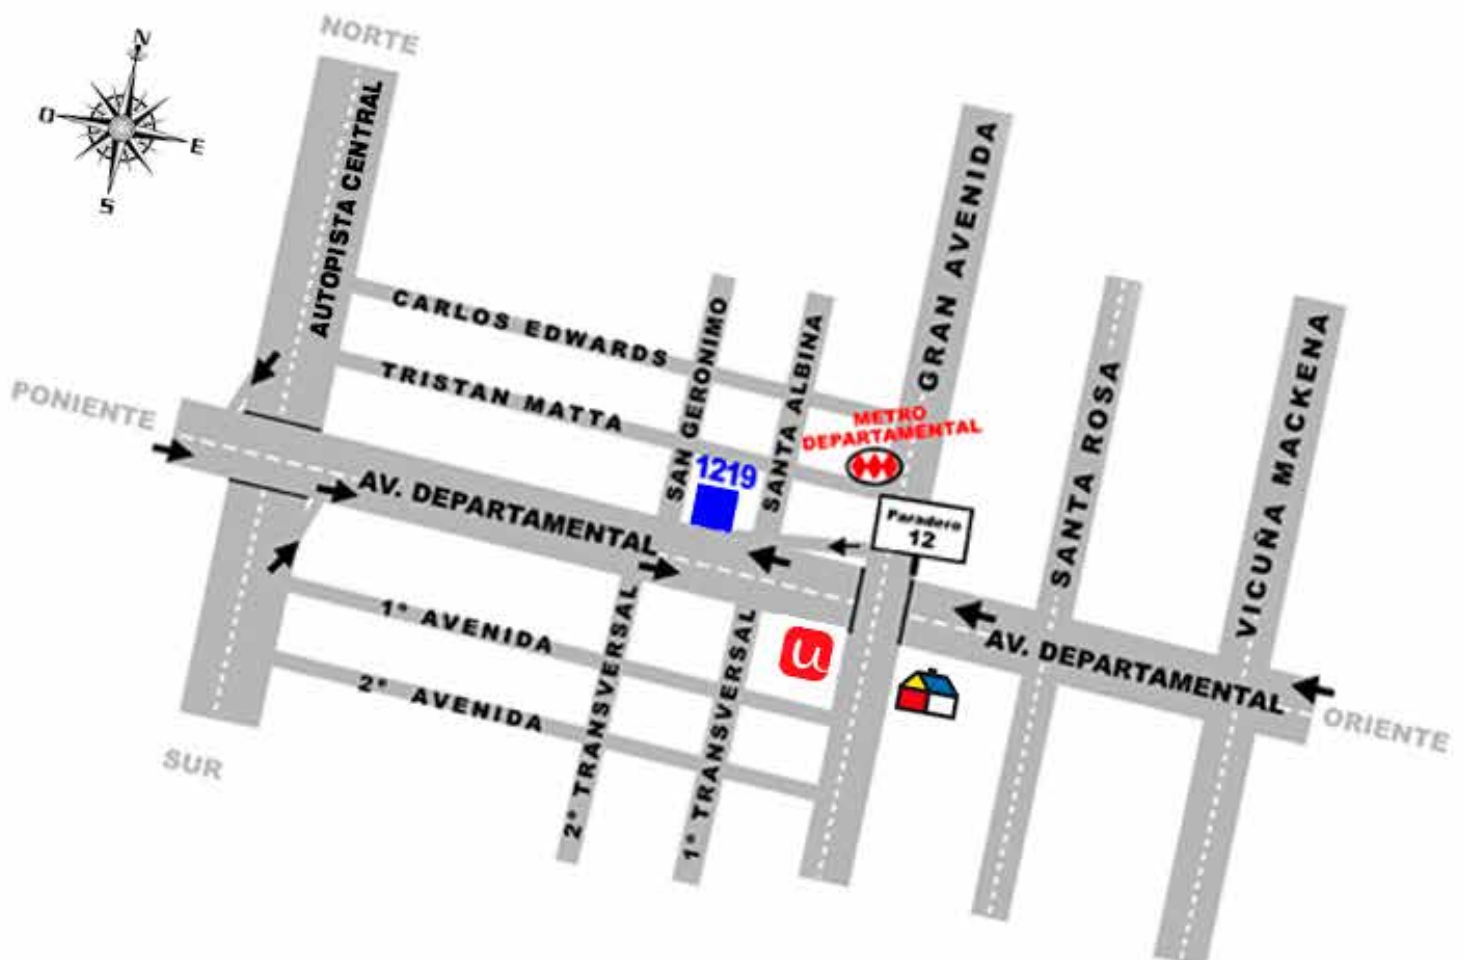 NORTE
N
O
E
S
AUTOPISTA CENTRAL
GRAN AVENIDA
CARLOS EDWARDS
SAN GERONIMO
SANTA ALBINA
TRISTAN MATTA
PONIENTE
METRO
DEPARTAMENTAL
SANTA ROSA
VICUÑA MACKENA
1219
AV. DEPARTAMENTAL
Paradero
12
1° AVENIDA
2° AVENIDA
2° TRANSVERSAL
1° TRANSVERSAL
u
AV. DEPARTAMENTAL
ORIENTE
SUR